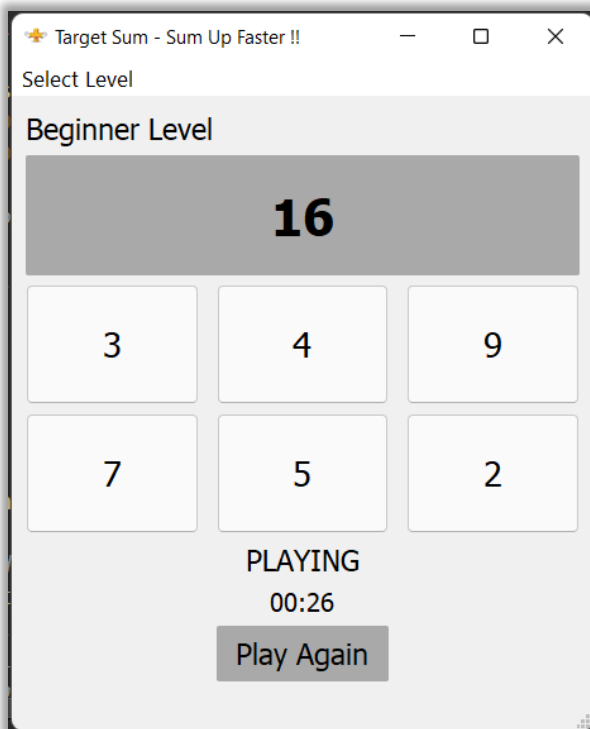 Target Sum - Sum Up Faster !!
Select Level
Beginner Level
16
3 4 9
7 5 2
PLAYING
00:26
Play Again